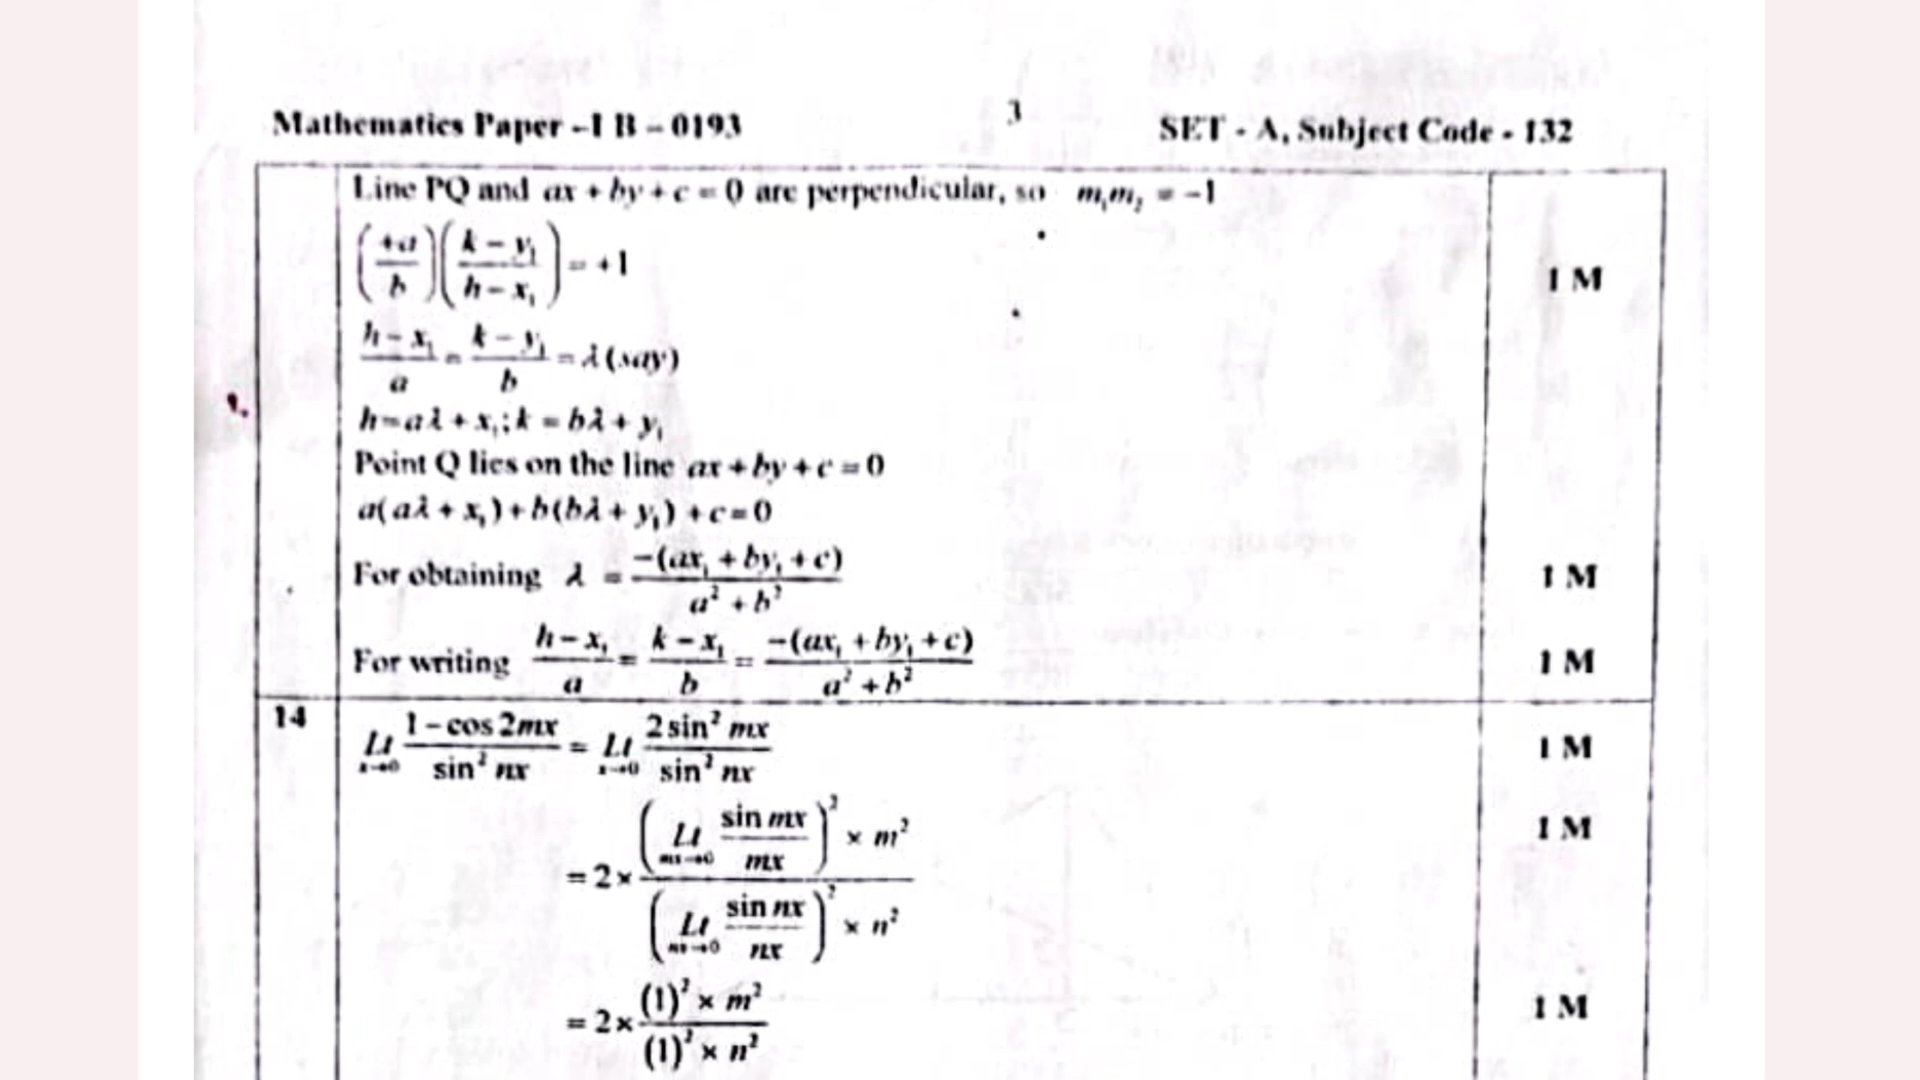 Mathematics Paper –I B – 0193 3 SET - A, Subject Code - 132
Line PQ and ax + by + c = 0 are perpendicular, so m₁m₂ = −1
(+a/b)((k − y₁)/(h − x₁)) = +1 1 M
(h − x₁)/a = (k − y₁)/b = λ (say)
h = aλ + x₁; k = bλ + y₁
Point Q lies on the line ax + by + c = 0
a(aλ + x₁) + b(bλ + y₁) + c = 0
For obtaining λ = −(ax₁ + by₁ + c)/(a² + b²) 1 M
For writing (h − x₁)/a = (k − x₁)/b = −(ax₁ + by₁ + c)/(a² + b²) 1 M
14 Lt x→0 (1 − cos 2mx)/(sin² nx) = Lt x→0 (2 sin² mx)/(sin² nx) 1 M
= 2 × ((Lt mx→0 (sin mx)/(mx))² × m²)/((Lt nx→0 (sin nx)/(nx))² × n²) 1 M
= 2 × ((1)² × m²)/((1)² × n²) 1 M